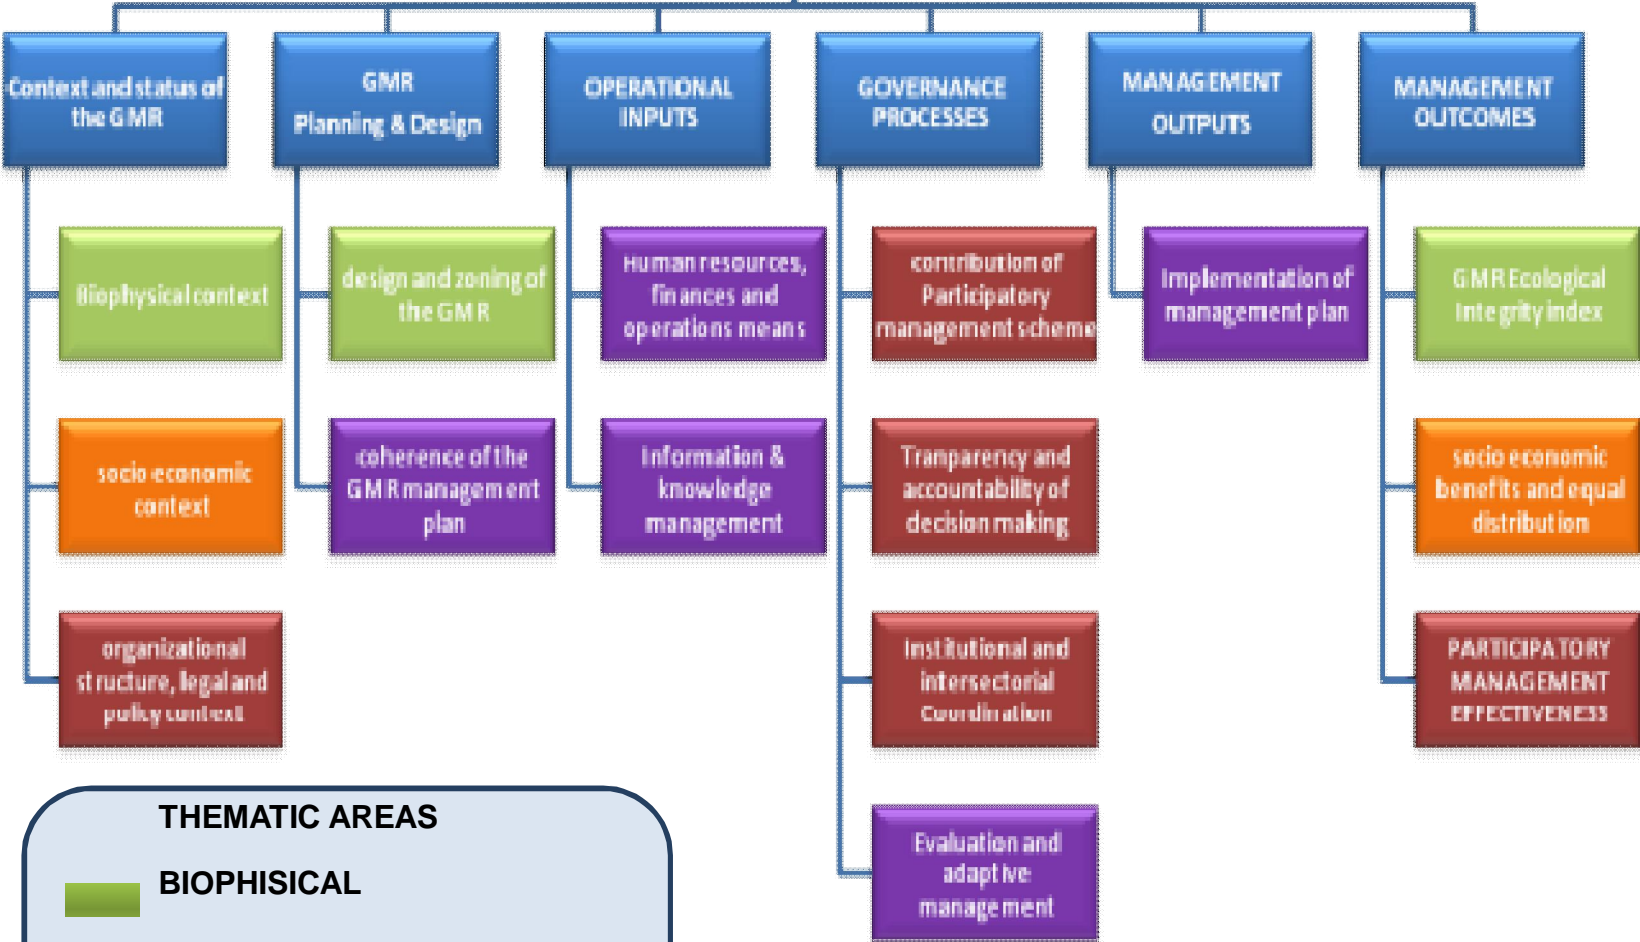 Context and status of
the GMR
GMR
Planning & Design
OPERATIONAL
INPUTS
GOVERNANCE
PROCESSES
MANAGEMENT
OUTPUTS
MANAGEMENT
OUTCOMES
Biophysical context
socio economic
context
organizational
structure, legal and
policy context
design and zoning of
the GMR
coherence of the
GMR management
plan
Human resources,
finances and
operations means
Information &
knowledge
management
contribution of
Participatory
management scheme
Tranparency and
accountability of
decision making
Institutional and
intersectorial
Coordination
Evaluation and
adaptive
management
Implementation of
management plan
GMR Ecological
Integrity index
socio economic
benefits and equal
distribution
PARTICIPATORY
MANAGEMENT
EFFECTIVENESS
THEMATIC AREAS
BIOPHISICAL